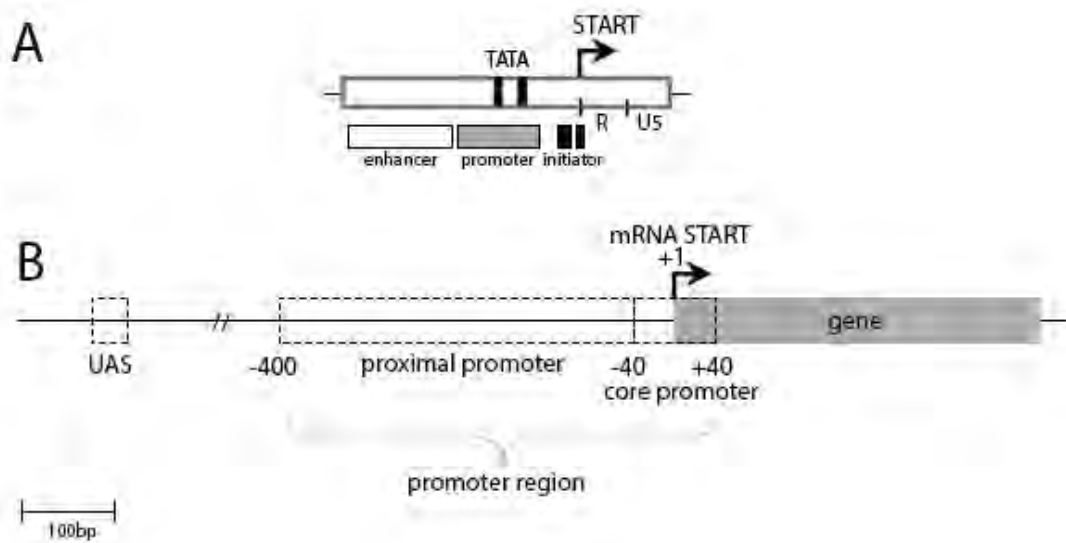 A
START
TATA
R U5
enhancer promoter initiator
B
mRNA START
+1
gene
UAS
-400 proximal promoter -40 +40
core promoter
promoter region
100bp